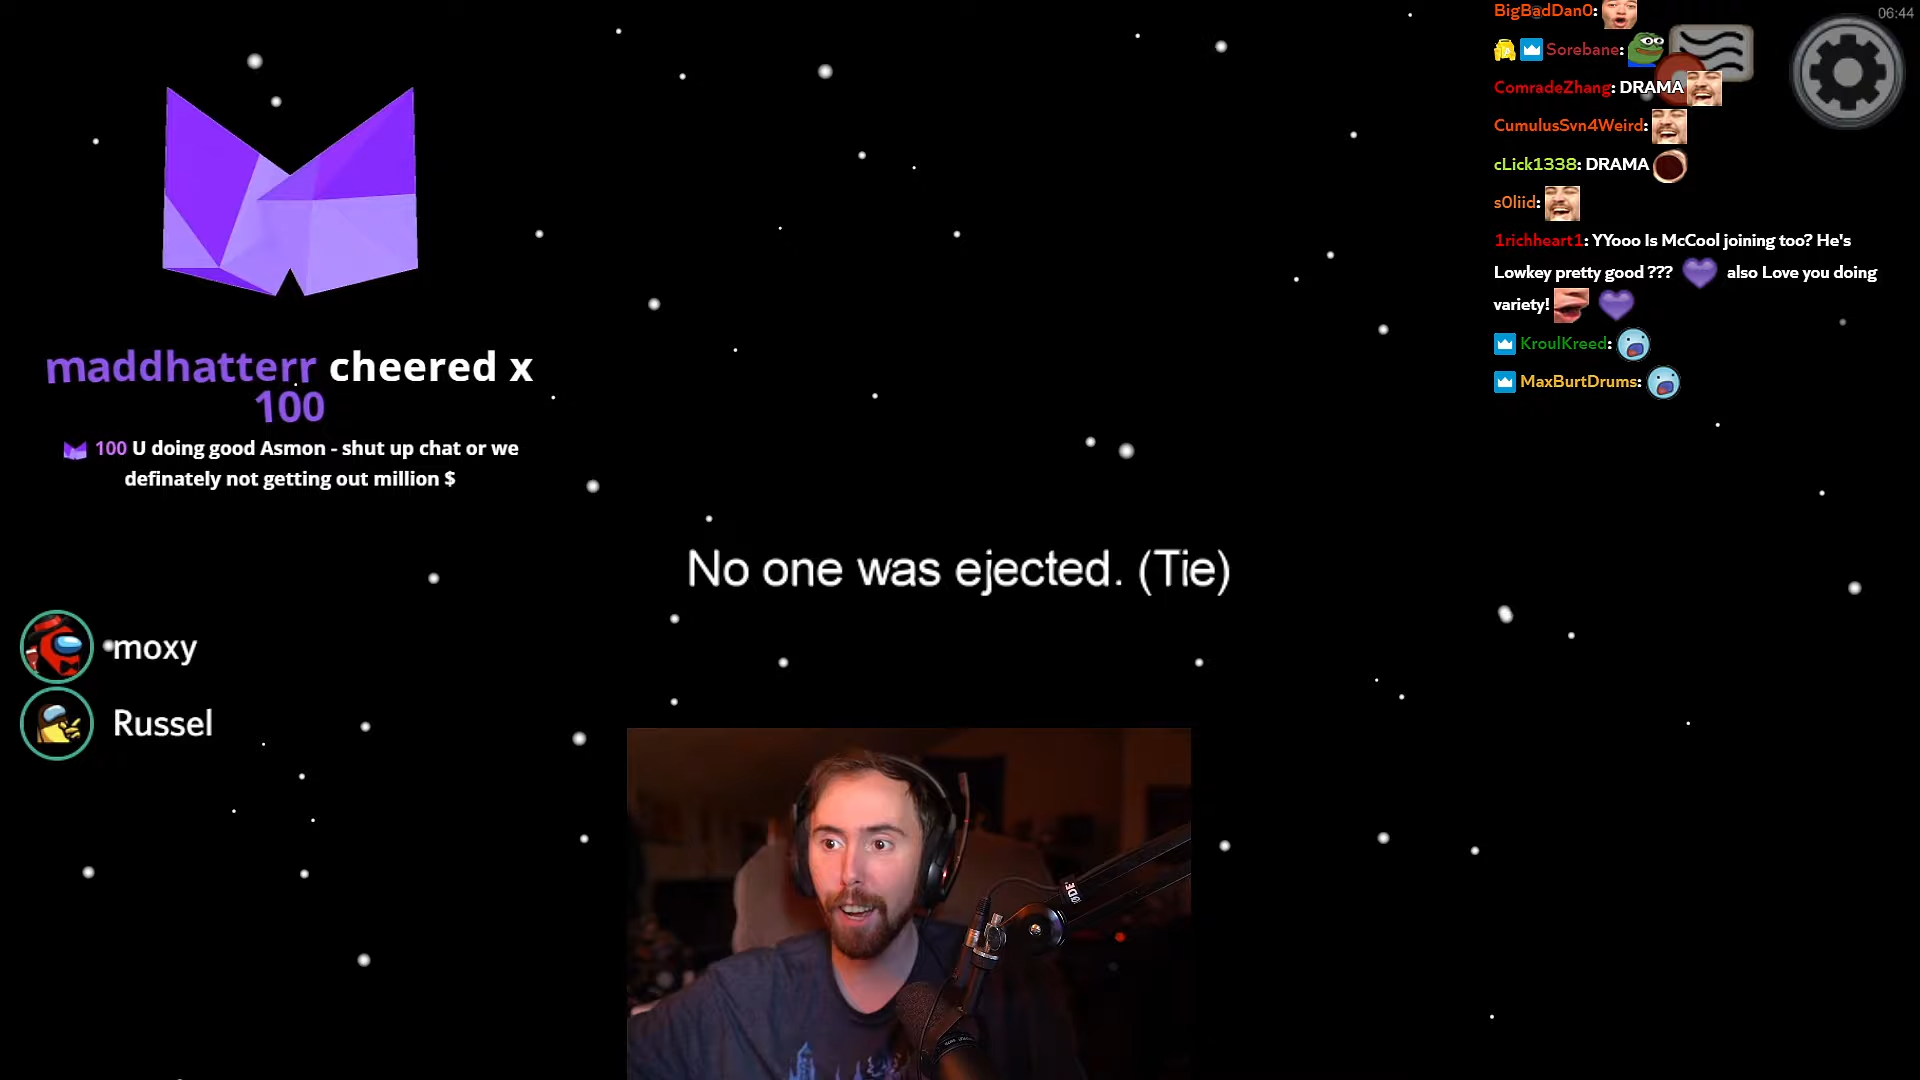 06:44
BigBadDan0:
Sorebane:
ComradeZhang: DRAMA
CumulusSvn4Weird:
cLick1338: DRAMA
s0liid:
1richheart1: YYooo Is McCool joining too? He's
Lowkey pretty good ??? also Love you doing
variety!
KroulKreed:
MaxBurtDrums:
maddhatterr cheered x
100
100 U doing good Asmon - shut up chat or we
definately not getting out million $
No one was ejected. (Tie)
moxy
Russel
RODE